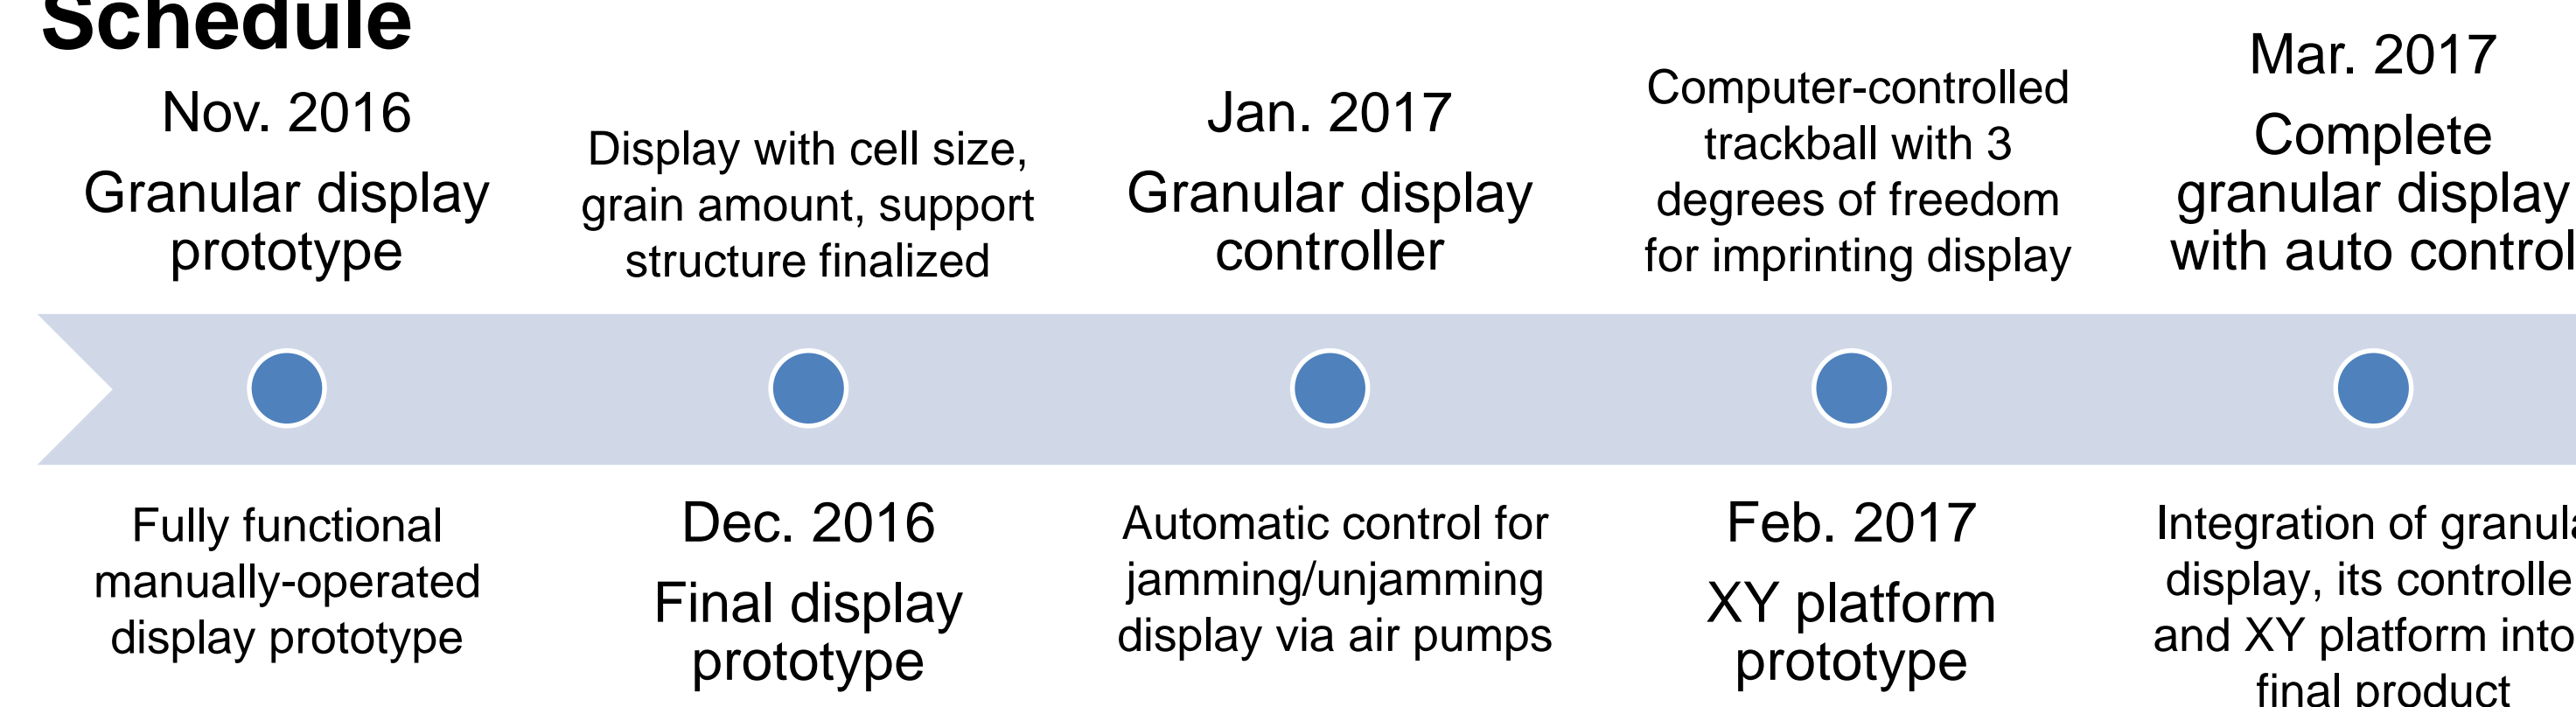 Schedule
Nov. 2016
Granular display
prototype
Fully functional
manually-operated
display prototype
Display with cell size,
grain amount, support
structure finalized
Dec. 2016
Final display
prototype
Jan. 2017
Granular display
controller
Automatic control for
jamming/unjamming
display via air pumps
Computer-controlled
trackball with 3
degrees of freedom
for imprinting display
Feb. 2017
XY platform
prototype
Mar. 2017
Complete
granular display
with auto control
Integration of granula
display, its controlle
and XY platform into
final product